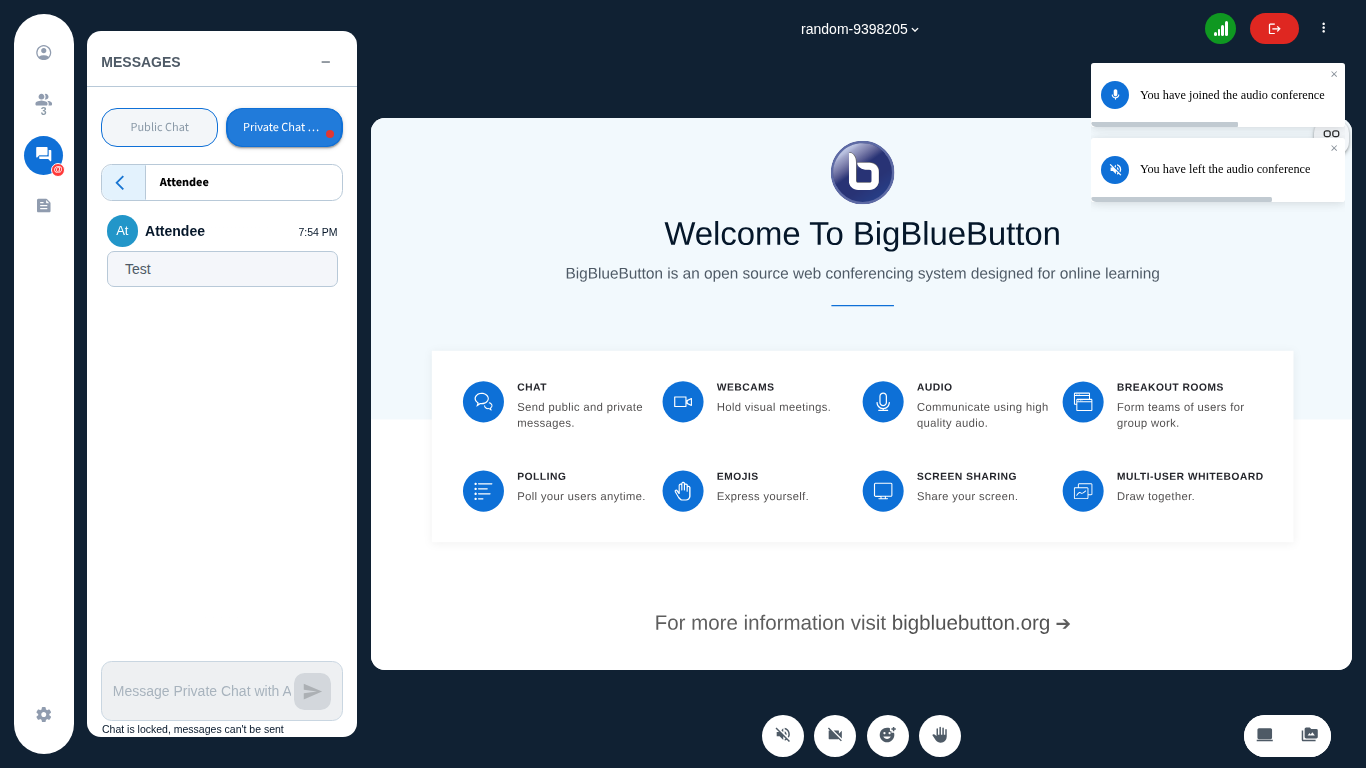 random-9398205
MESSAGES
3
@
Public Chat
Private Chat ...
Attendee
At
Attendee
7:54 PM
Test
Message Private Chat with A
Chat is locked, messages can't be sent
You have joined the audio conference
You have left the audio conference
b
Welcome To BigBlueButton
BigBlueButton is an open source web conferencing system designed for online learning
CHAT
Send public and private
messages.
WEBCAMS
Hold visual meetings.
AUDIO
Communicate using high
quality audio.
BREAKOUT ROOMS
Form teams of users for
group work.
POLLING
Poll your users anytime.
EMOJIS
Express yourself.
SCREEN SHARING
Share your screen.
MULTI-USER WHITEBOARD
Draw together.
For more information visit bigbluebutton.org ➔